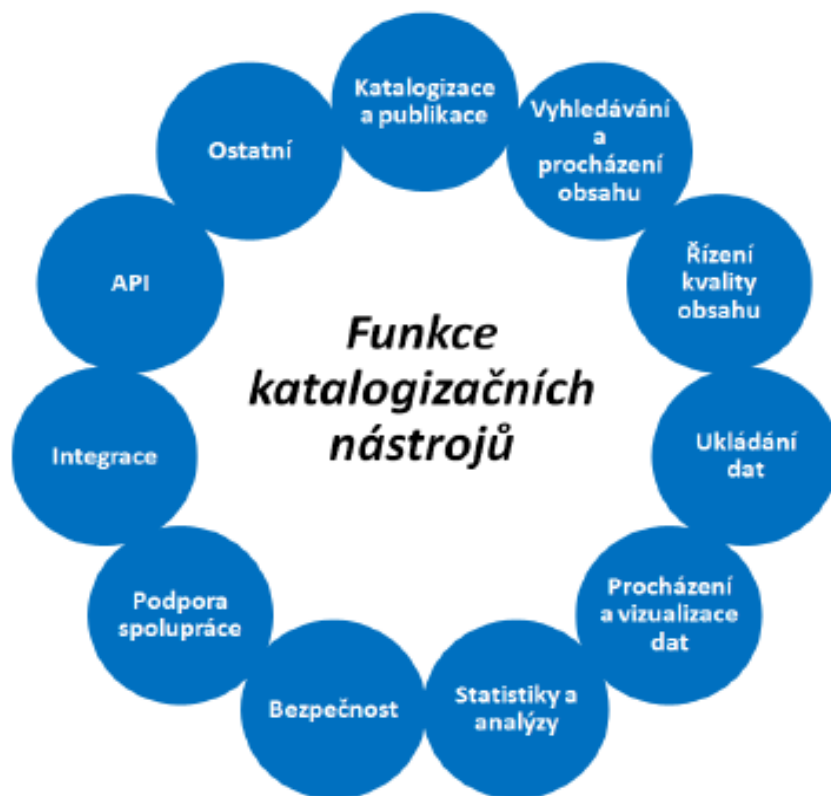 Katalogizace
a publikace
Vyhledávání
a
procházení
obsahu
Řízení
kvality
obsahu
Ukládání
dat
Procházení
a vizualizace
dat
Statistiky a
analýzy
Bezpečnost
Podpora
spolupráce
Integrace
API
Ostatní
Funkce
katalogizačních
nástrojů